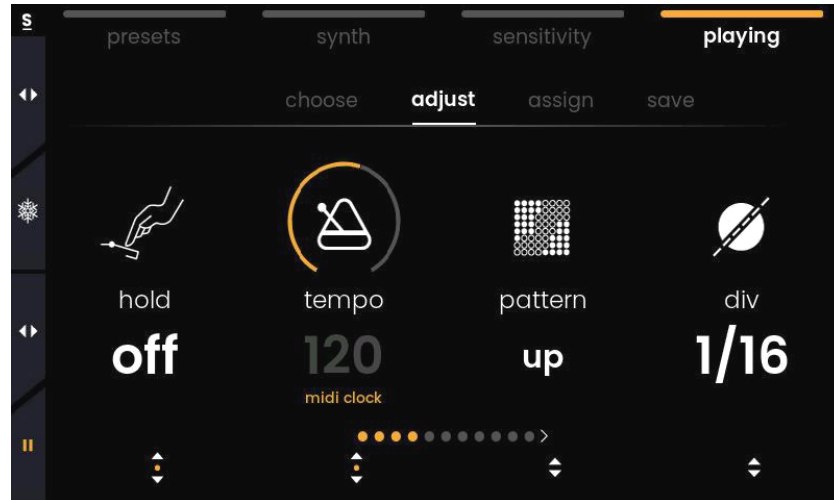 S
presets synth sensitivity playing
choose adjust assign save
hold tempo pattern div
off 120 up 1/16
midi clock